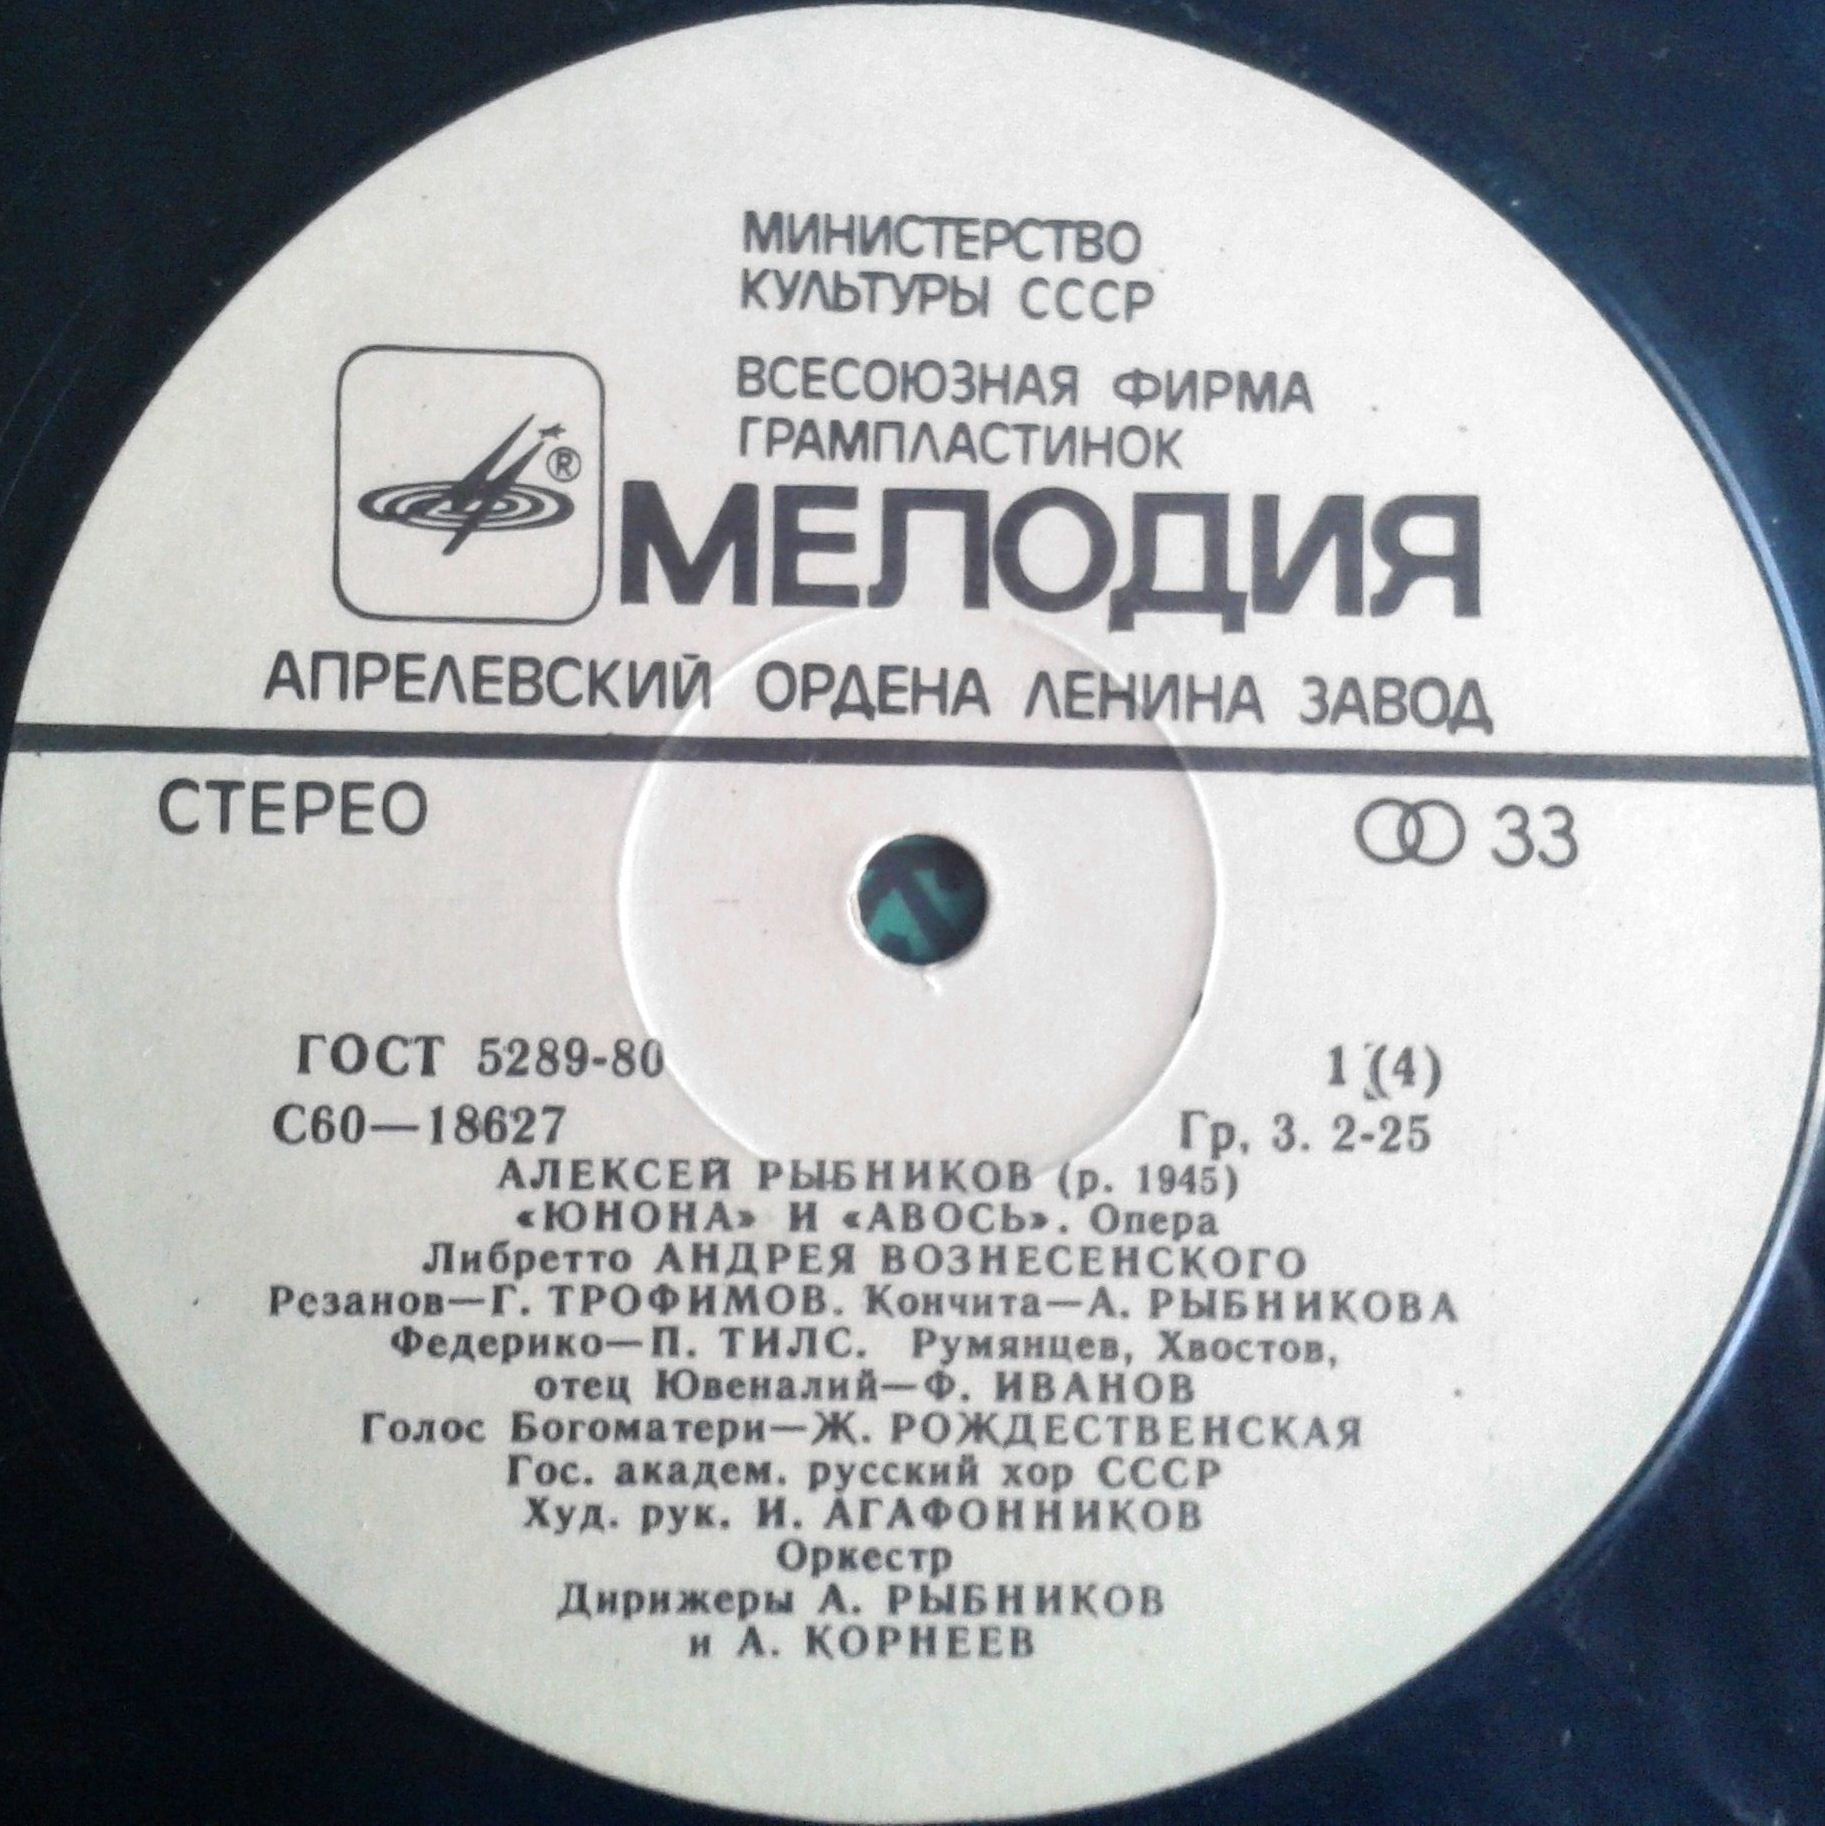 МИНИСТЕРСТВО
КУЛЬТУРЫ СССР
ВСЕСОЮЗНАЯ ФИРМА
ГРАМПЛАСТИНОК
®
МЕЛОДИЯ
АПРЕЛЕВСКИЙ ОРДЕНА ЛЕНИНА ЗАВОД
СТЕРЕО 33
ГОСТ 5289-80 1 (4)
С60—18627 Гр, 3. 2-25
АЛЕКСЕЙ РЫБНИКОВ (р. 1945)
«ЮНОНА» И «АВОСЬ». Опера
Либретто АНДРЕЯ ВОЗНЕСЕНСКОГО
Резанов—Г. ТРОФИМОВ. Кончита—А. РЫБНИКОВА
Федерико—П. ТИЛС. Румянцев, Хвостов,
отец Ювеналий—Ф. ИВАНОВ
Голос Богоматери—Ж. РОЖДЕСТВЕНСКАЯ
Гос. академ. русский хор СССР
Худ. рук. И. АГАФОННИКОВ
Оркестр
Дирижеры А. РЫБНИКОВ
и А. КОРНЕЕВ